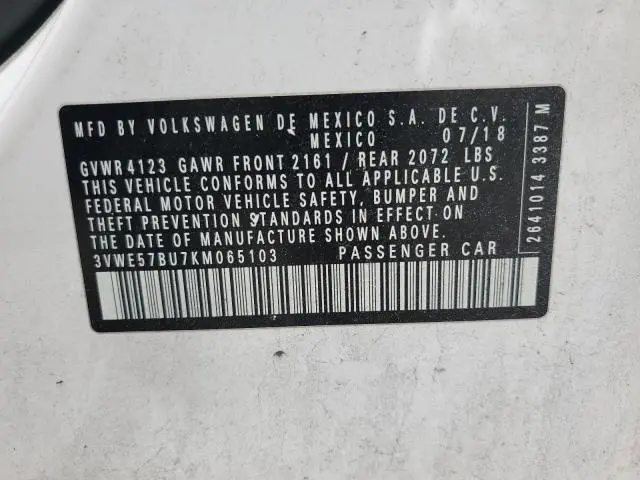 MFD BY VOLKSWAGEN DE MEXICO S.A. DE C.V.
MEXICO 07/18
GVWR 4123 GAWR FRONT 2161 / REAR 2072 LBS
THIS VEHICLE CONFORMS TO ALL APPLICABLE U.S.
FEDERAL MOTOR VEHICLE SAFETY, BUMPER AND
THEFT PREVENTION STANDARDS IN EFFECT ON
THE DATE OF MANUFACTURE SHOWN ABOVE.
3VWE57BU7KM065103 PASSENGER CAR
2641014 3387 M